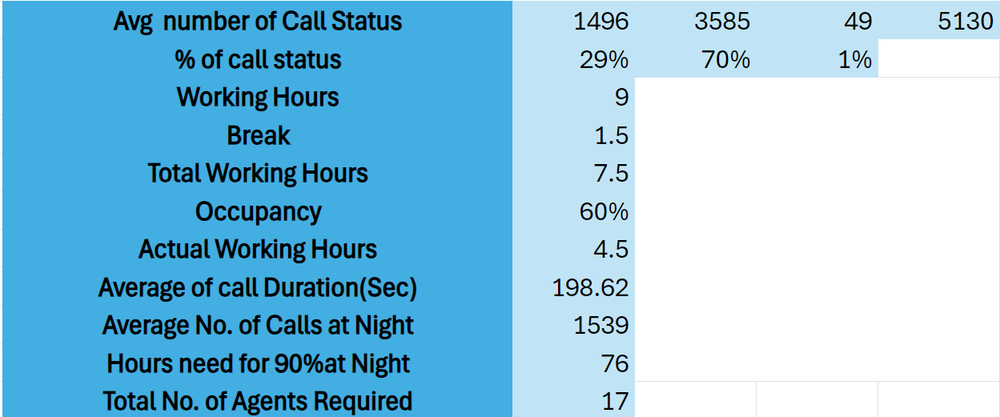 Avg number of Call Status 1496 3585 49 5130
% of call status 29% 70% 1%
Working Hours 9
Break 1.5
Total Working Hours 7.5
Occupancy 60%
Actual Working Hours 4.5
Average of call Duration(Sec) 198.62
Average No. of Calls at Night 1539
Hours need for 90%at Night 76
Total No. of Agents Required 17